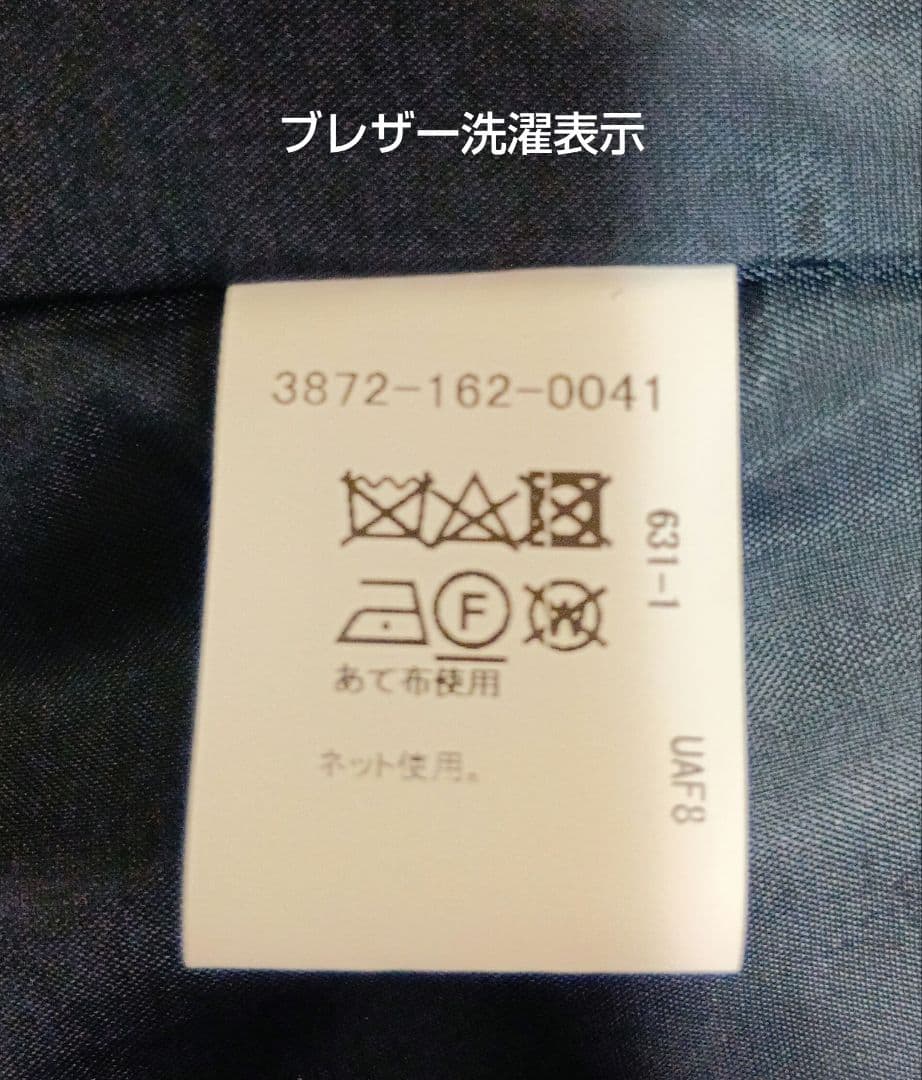 ブレザー洗濯表示
3872-162-0041
631-1
F
W
あて布使用
ネット使用。
UAF8